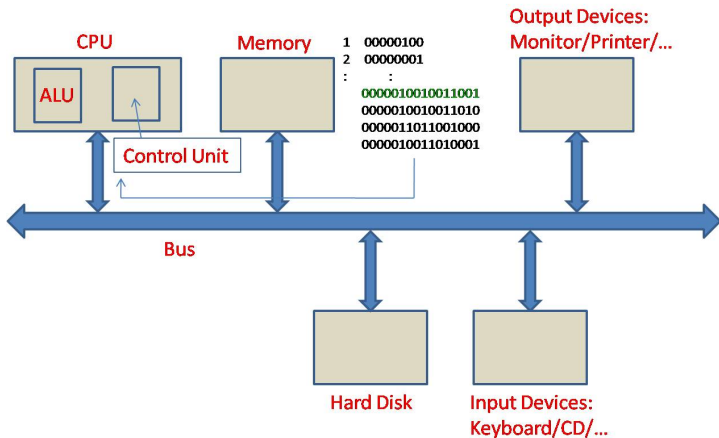 CPU
ALU
Control Unit
Memory
1 00000100
2 00000001
: :
0000010010011001
0000010010011010
0000011011001000
0000010011010001
Output Devices:
Monitor/Printer/...
Bus
Hard Disk
Input Devices:
Keyboard/CD/...